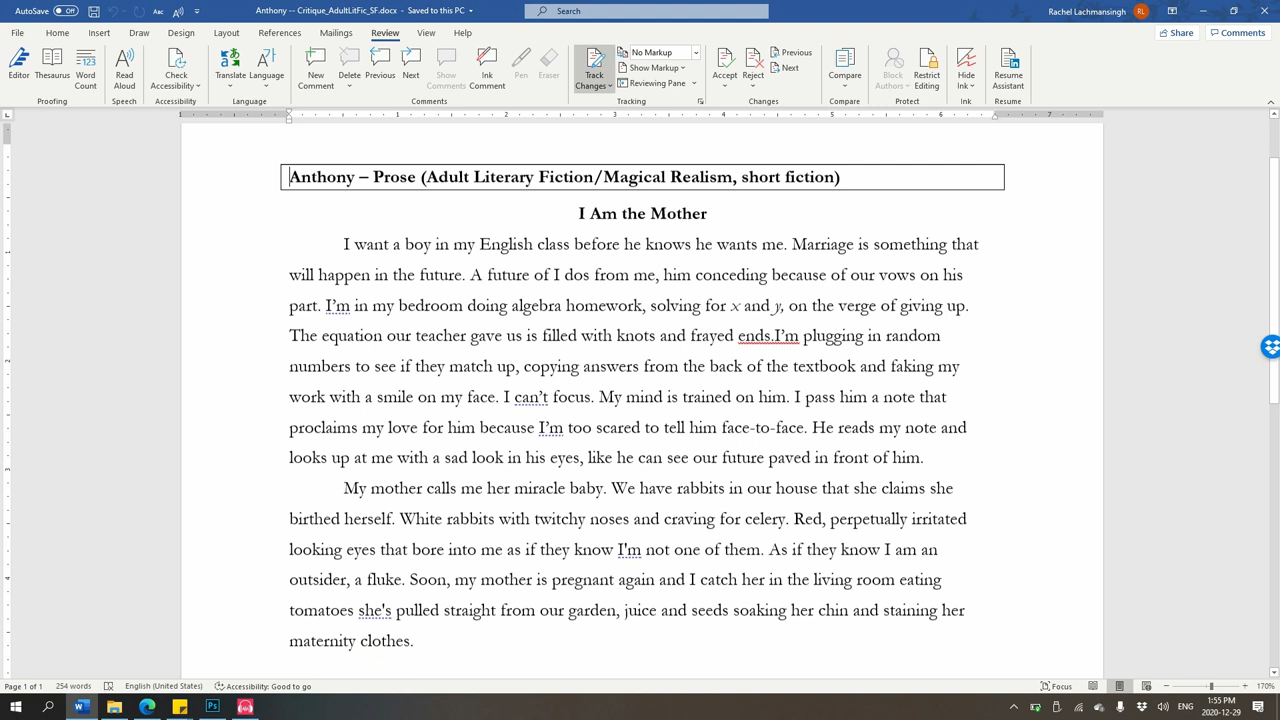 AutoSave On Anthony – Critique_AdultLitFic_SF.docx - Saved to this PC Search Rachel Lachmansingh RL
File Home Insert Draw Design Layout References Mailings Review View Help Share Comments
Editor Thesaurus Word Count Read Aloud Check Accessibility Translate Language New Comment Delete Previous Next Show Comments Ink Comment Pen Eraser Track Changes No Markup Show Markup Reviewing Pane Accept Reject Previous Next Compare Block Authors Restrict Editing Hide Ink Resume Assistant
Proofing Speech Accessibility Language Comments Tracking Changes Compare Protect Ink Resume
1 1 2 3 4 5 6 7
Anthony – Prose (Adult Literary Fiction/Magical Realism, short fiction)
I Am the Mother
I want a boy in my English class before he knows he wants me. Marriage is something that
will happen in the future. A future of I dos from me, him conceding because of our vows on his
part. I’m in my bedroom doing algebra homework, solving for x and y, on the verge of giving up.
The equation our teacher gave us is filled with knots and frayed ends.I’m plugging in random
numbers to see if they match up, copying answers from the back of the textbook and faking my
work with a smile on my face. I can’t focus. My mind is trained on him. I pass him a note that
proclaims my love for him because I’m too scared to tell him face-to-face. He reads my note and
looks up at me with a sad look in his eyes, like he can see our future paved in front of him.
My mother calls me her miracle baby. We have rabbits in our house that she claims she
birthed herself. White rabbits with twitchy noses and craving for celery. Red, perpetually irritated
looking eyes that bore into me as if they know I'm not one of them. As if they know I am an
outsider, a fluke. Soon, my mother is pregnant again and I catch her in the living room eating
tomatoes she's pulled straight from our garden, juice and seeds soaking her chin and staining her
maternity clothes.
Page 1 of 1 254 words English (United States) Accessibility: Good to go Focus 170%
ENG 1:55 PM
2020-12-29